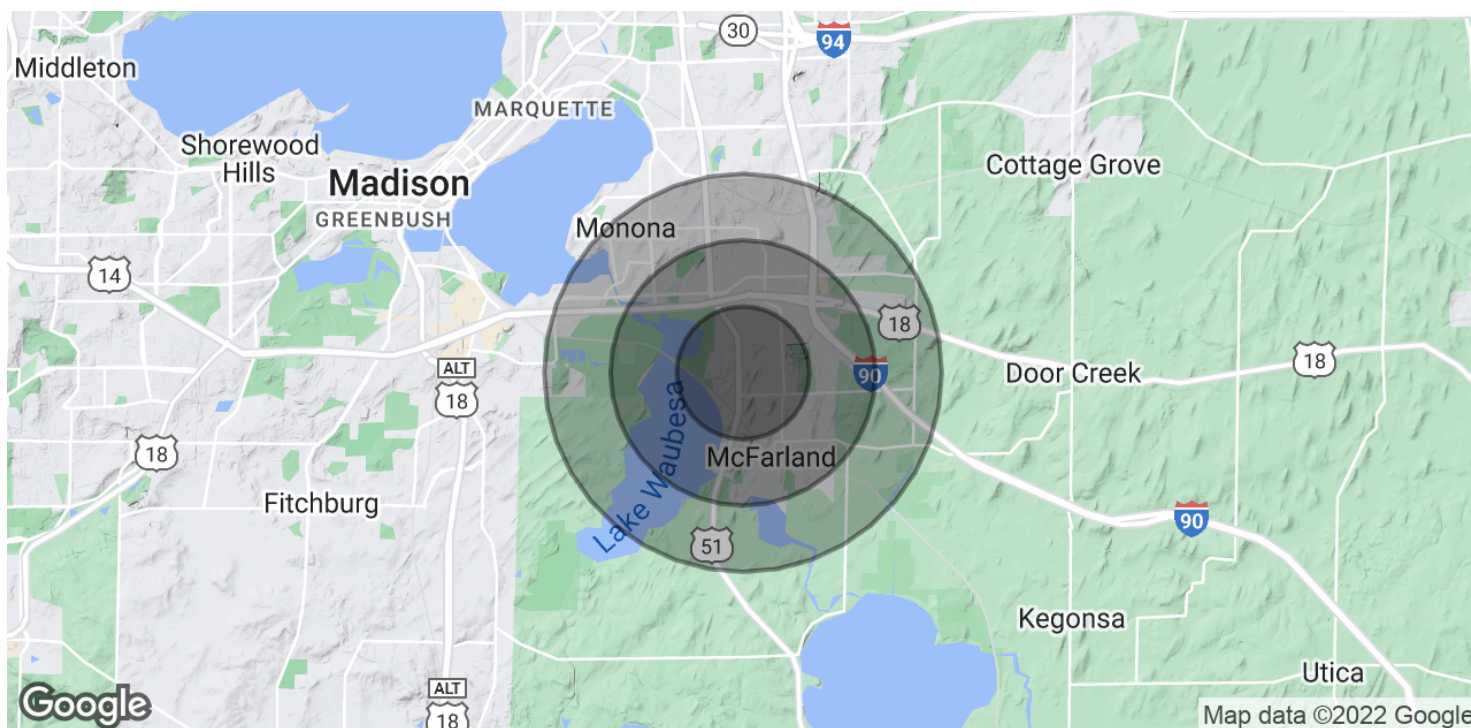 30
94
Middleton
MARQUETTE
Shorewood
Hills
Cottage Grove
Madison
GREENBUSH
Monona
14
18
18
ALT
18
90
Door Creek
Lake Waubesa
McFarland
18
Fitchburg
90
51
Kegonsa
Utica
ALT
18
Google
Map data ©2022 Google